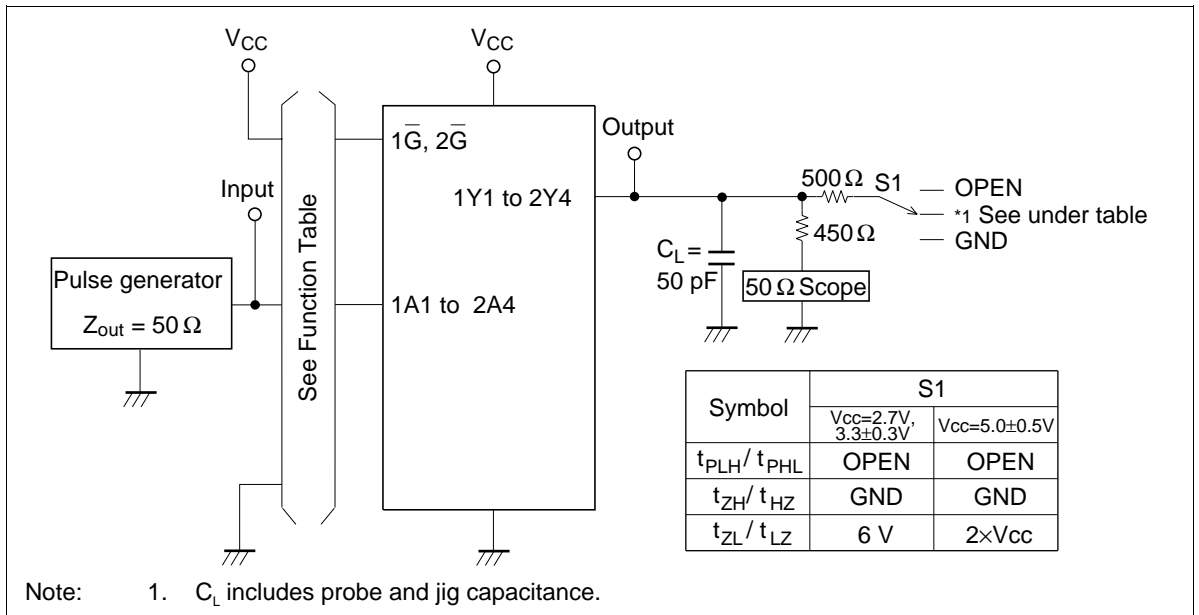 VCC
VCC
1G̅, 2G̅
Output
Input
1Y1 to 2Y4
500 Ω S1
OPEN
*1 See under table
GND
450 Ω
CL =
50 pF
50 Ω Scope
Pulse generator
Zout = 50 Ω
See Function Table
1A1 to 2A4
Symbol
S1
Vcc=2.7V,
3.3±0.3V
Vcc=5.0±0.5V
tPLH / tPHL OPEN OPEN
tZH / tHZ GND GND
tZL / tLZ 6 V 2×Vcc
Note: 1. CL includes probe and jig capacitance.